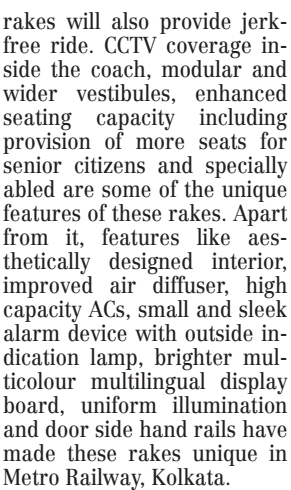 rakes will also provide jerk-
free ride. CCTV coverage in-
side the coach, modular and
wider vestibules, enhanced
seating capacity including
provision of more seats for
senior citizens and specially
abled are some of the unique
features of these rakes. Apart
from it, features like aes-
thetically designed interior,
improved air diffuser, high
capacity ACs, small and sleek
alarm device with outside in-
dication lamp, brighter mul-
ticolour multilingual display
board, uniform illumination
and door side hand rails have
made these rakes unique in
Metro Railway, Kolkata.